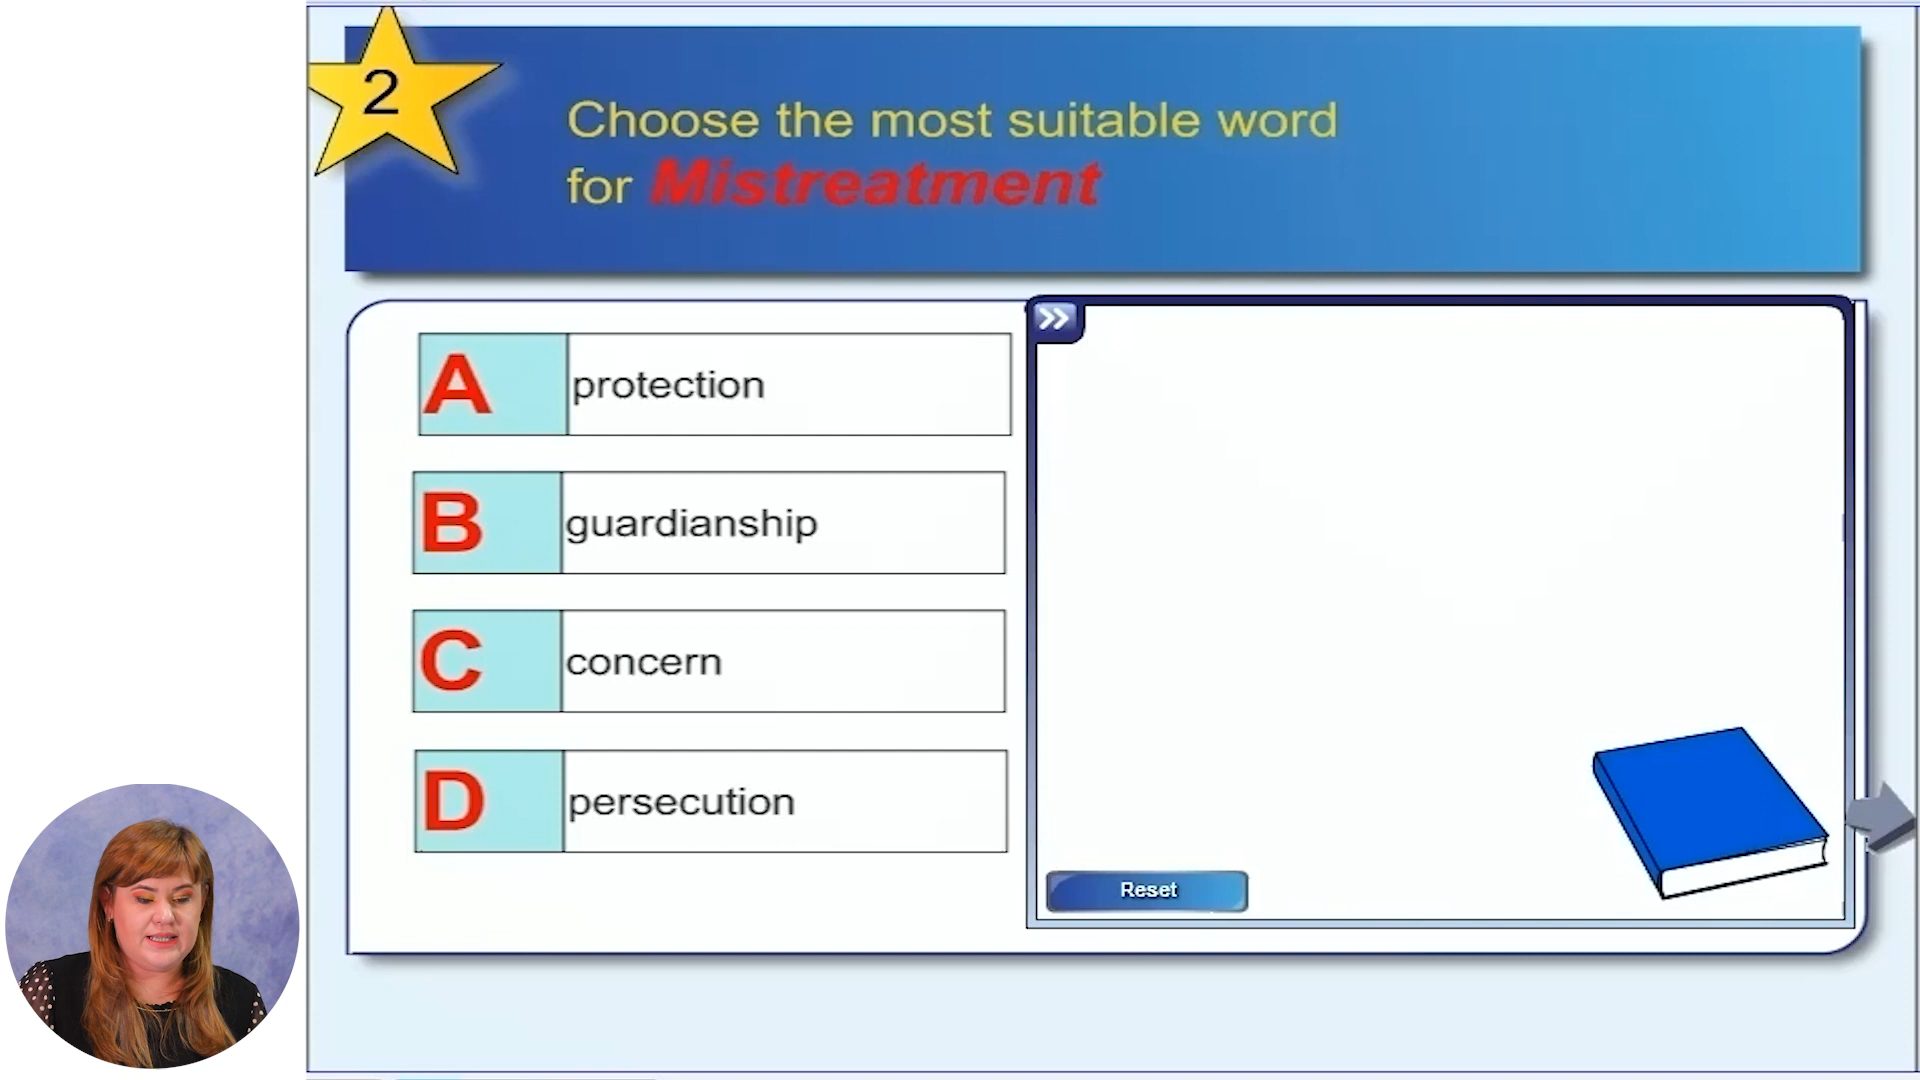 2
Choose the most suitable word
for Mistreatment
A protection
B guardianship
C concern
D persecution
Reset